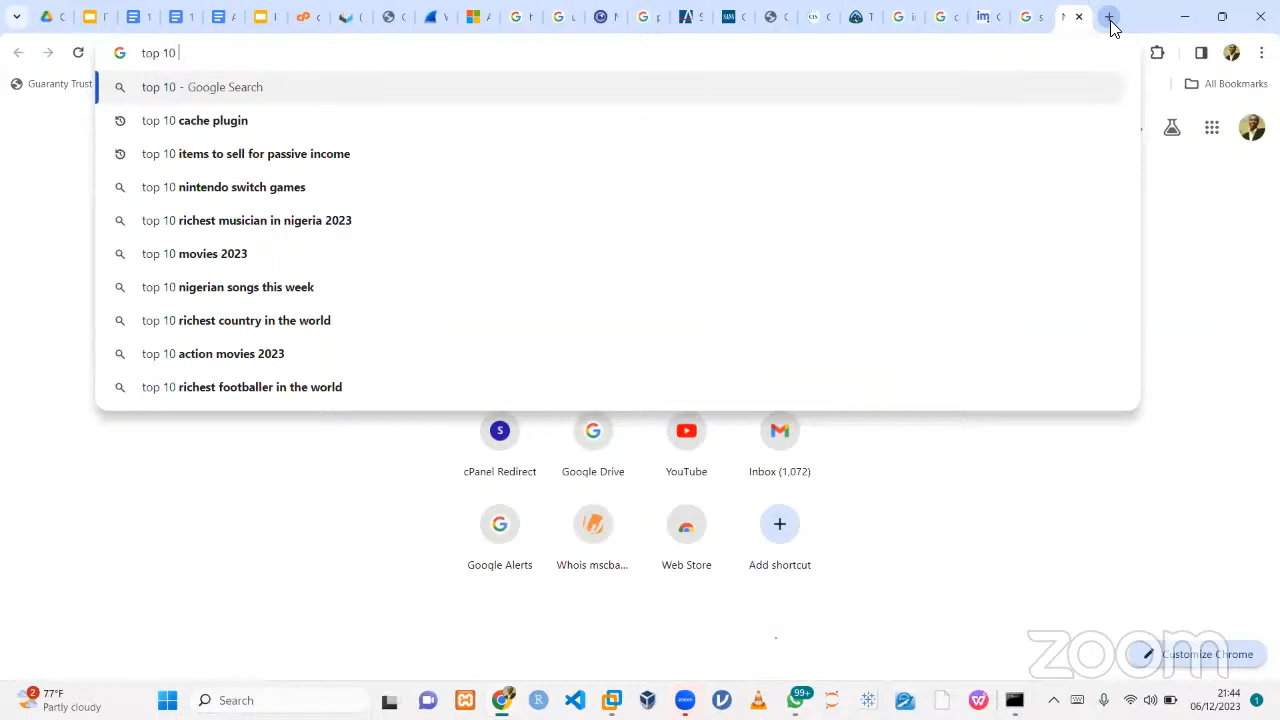 top 10
Guaranty Trust
All Bookmarks
top 10 - Google Search
top 10 cache plugin
top 10 items to sell for passive income
top 10 nintendo switch games
top 10 richest musician in nigeria 2023
top 10 movies 2023
top 10 nigerian songs this week
top 10 richest country in the world
top 10 action movies 2023
top 10 richest footballer in the world
S
cPanel Redirect
Google Drive
YouTube
Inbox (1,072)
Google Alerts
Whois mscba...
Web Store
Add shortcut
zoom
Customize Chrome
2
77°F
Partly cloudy
Search
zoom
99+
21:44
06/12/2023
1